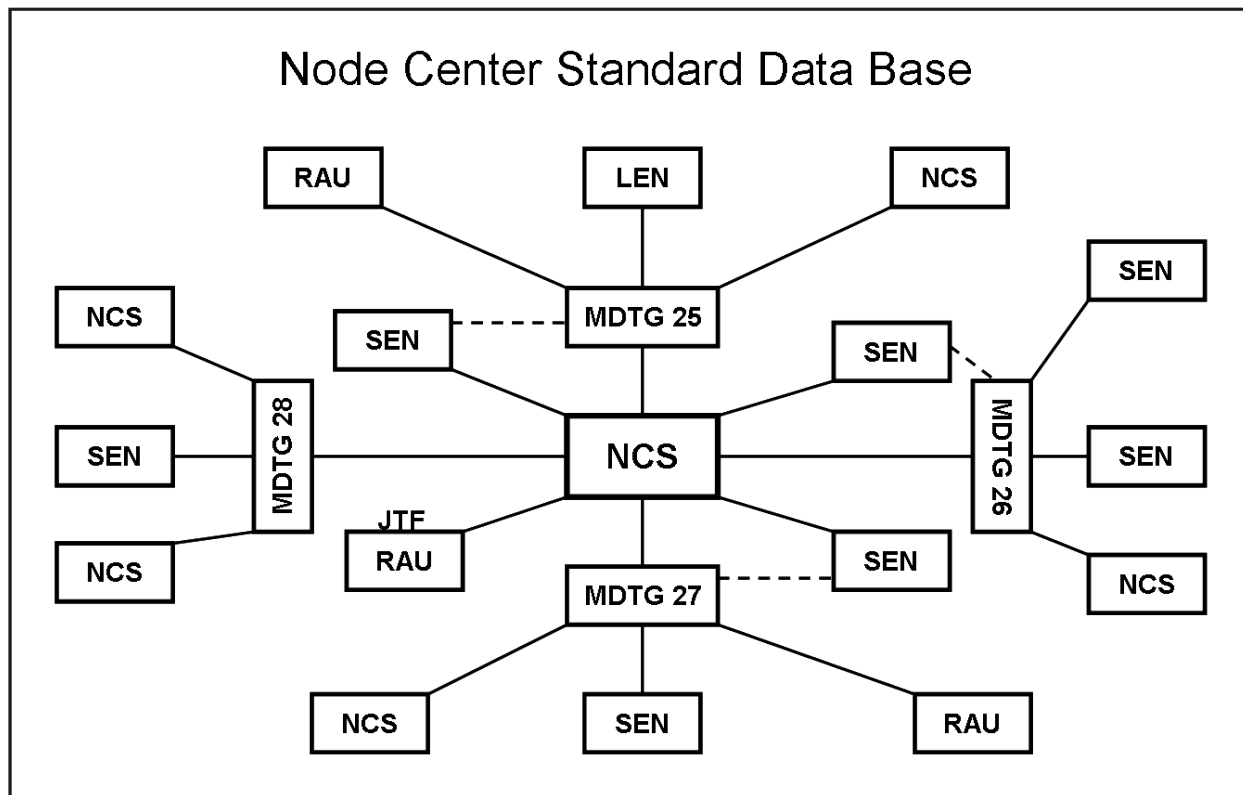 Node Center Standard Data Base
RAU
LEN
NCS
SEN
NCS
MDTG 25
SEN
SEN
MDTG 28
NCS
MDTG 26
SEN
SEN
JTF
RAU
SEN
NCS
NCS
MDTG 27
NCS
SEN
RAU